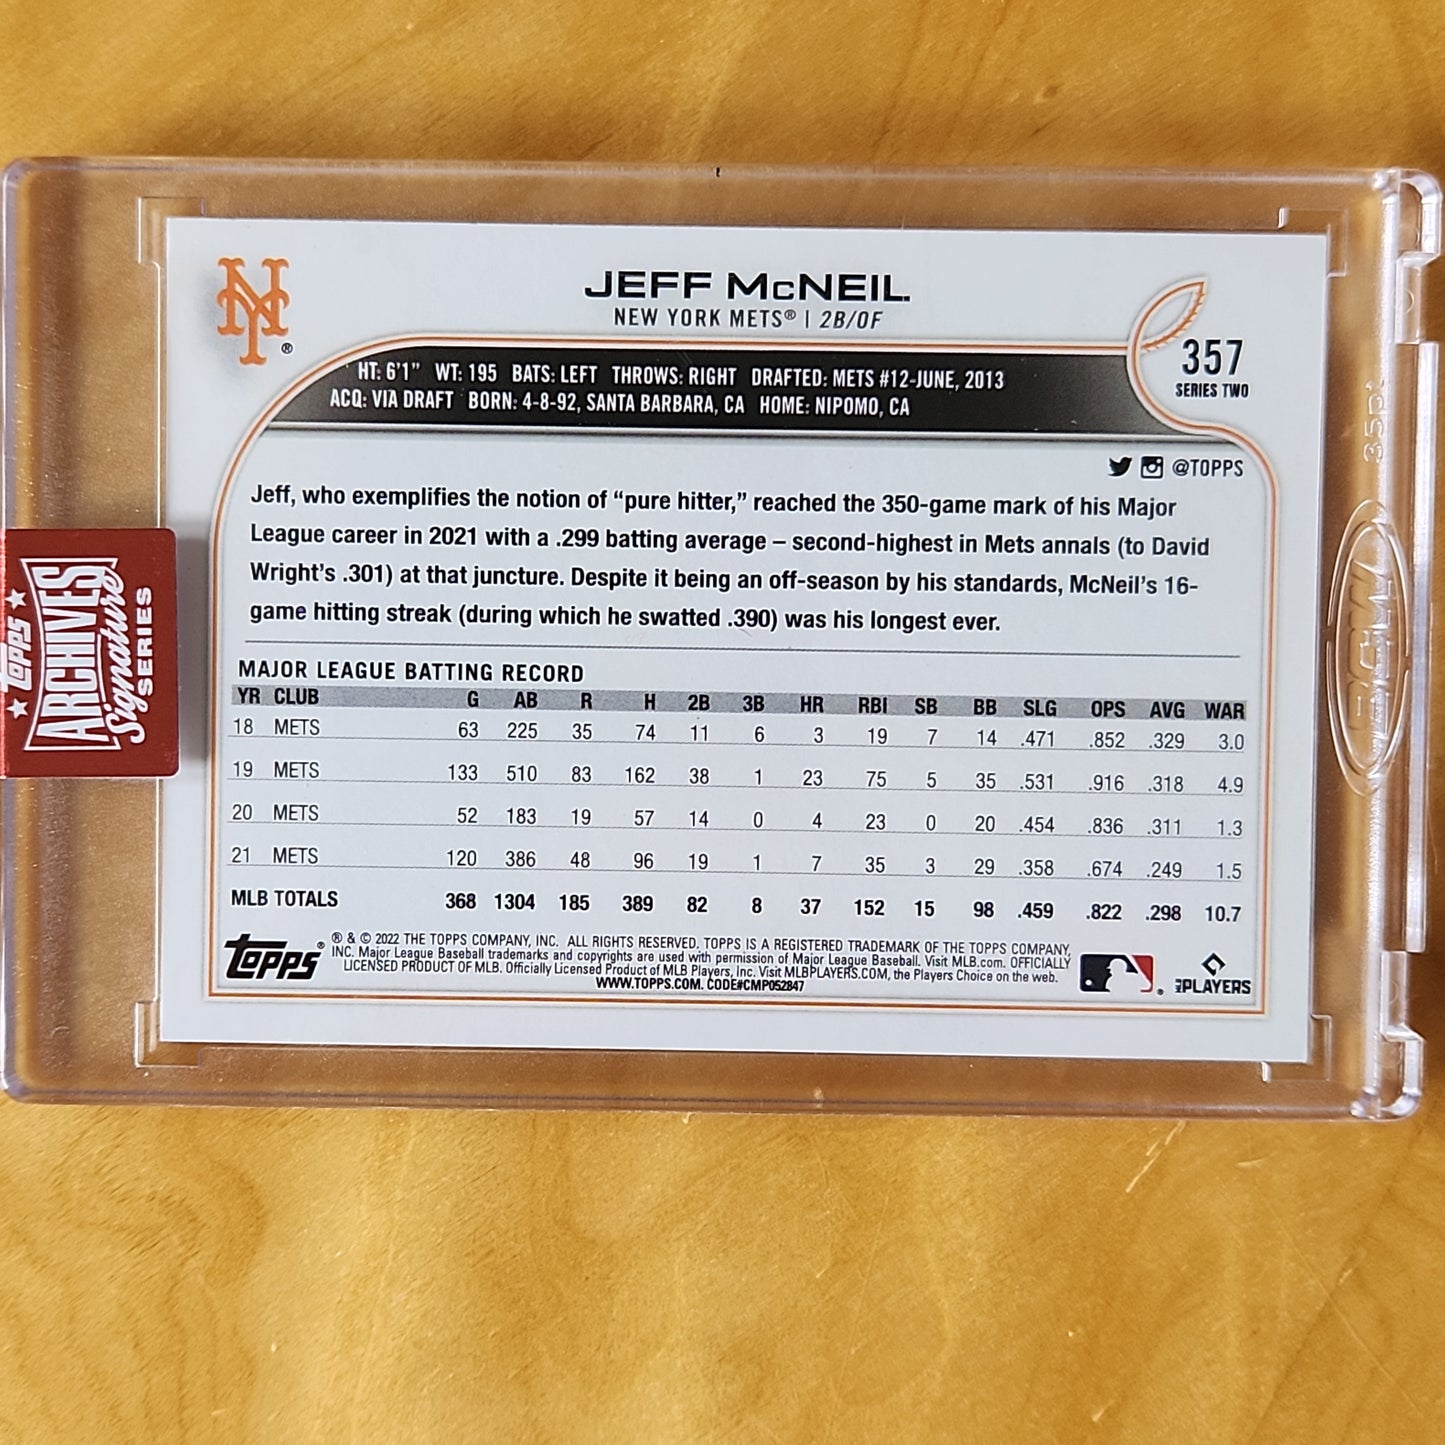 NY®
JEFF McNEIL
NEW YORK METS® | 2B/OF
357
SERIES TWO
HT: 6'1" WT: 195 BATS: LEFT THROWS: RIGHT DRAFTED: METS #12-JUNE, 2013
ACQ: VIA DRAFT BORN: 4-8-92, SANTA BARBARA, CA HOME: NIPOMO, CA
@TOPPS
Jeff, who exemplifies the notion of “pure hitter,” reached the 350-game mark of his Major
League career in 2021 with a .299 batting average – second-highest in Mets annals (to David
Wright's .301) at that juncture. Despite it being an off-season by his standards, McNeil's 16-
game hitting streak (during which he swatted .390) was his longest ever.
MAJOR LEAGUE BATTING RECORD
YR CLUB G AB R H 2B 3B HR RBI SB BB SLG OPS AVG WAR
18 METS 63 225 35 74 11 6 3 19 7 14 .471 .852 .329 3.0
19 METS 133 510 83 162 38 1 23 75 5 35 .531 .916 .318 4.9
20 METS 52 183 19 57 14 0 4 23 0 20 .454 .836 .311 1.3
21 METS 120 386 48 96 19 1 7 35 3 29 .358 .674 .249 1.5
MLB TOTALS 368 1304 185 389 82 8 37 152 15 98 .459 .822 .298 10.7
Topps®
® & © 2022 THE TOPPS COMPANY, INC. ALL RIGHTS RESERVED. TOPPS IS A REGISTERED TRADEMARK OF THE TOPPS COMPANY,
INC. Major League Baseball trademarks and copyrights are used with permission of Major League Baseball. Visit MLB.com. OFFICIALLY
LICENSED PRODUCT OF MLB. Officially Licensed Product of MLB Players, Inc. Visit MLBPLAYERS.COM, the Players Choice on the web.
WWW.TOPPS.COM. CODE#CMP052847
MLB PLAYERS
★ Topps ★
ARCHIVES
Signature
SERIES
35pt
BCW